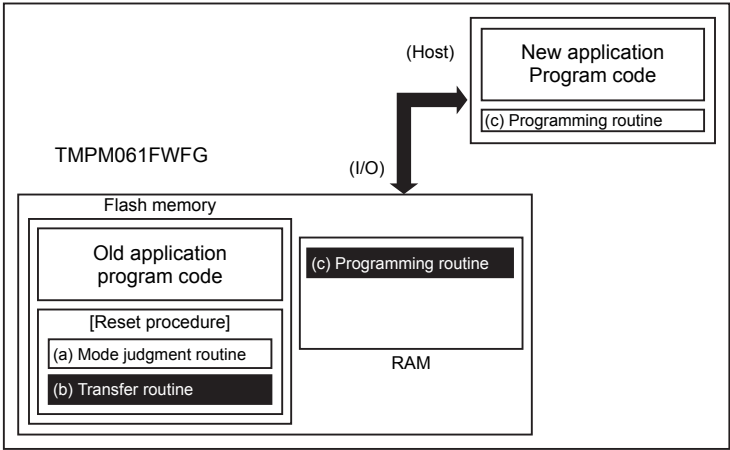 (Host)
New application
Program code
(c) Programming routine
TMPM061FWFG
(I/O)
Flash memory
Old application
program code
(c) Programming routine
[Reset procedure]
(a) Mode judgment routine
(b) Transfer routine
RAM